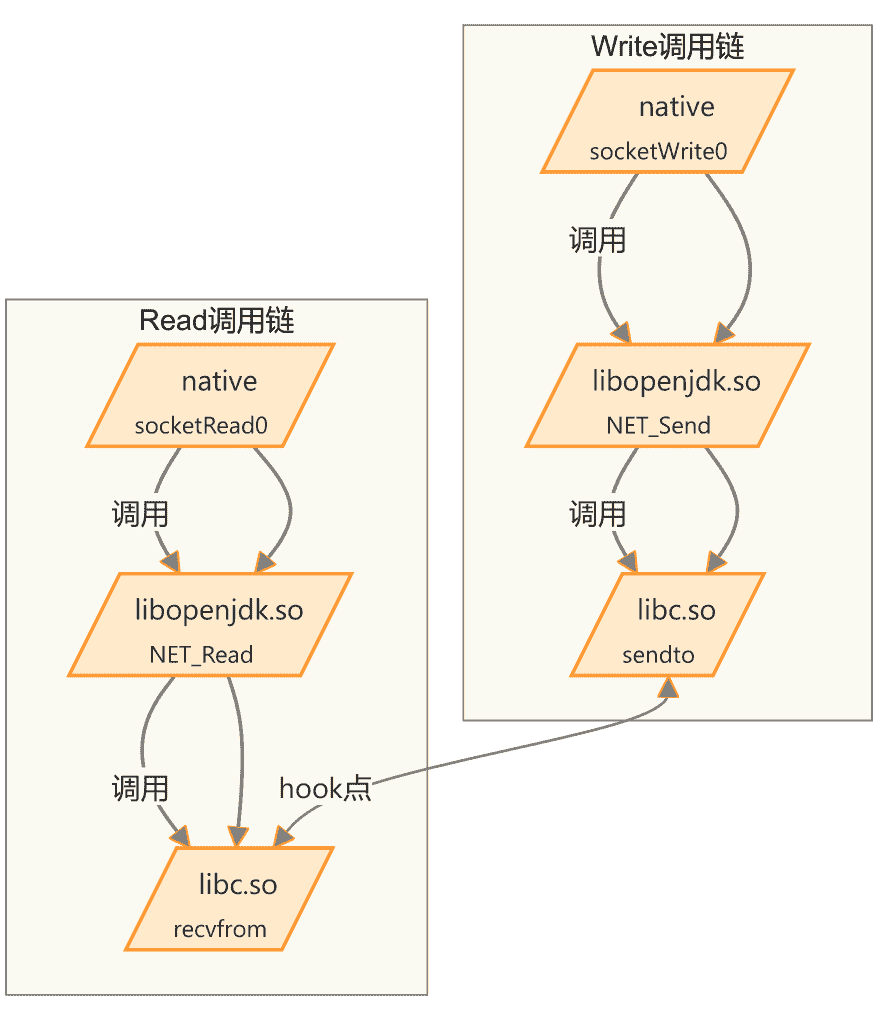 Write调用链
native
socketWrite0
调用
libopenjdk.so
NET_Send
调用
libc.so
sendto
Read调用链
native
socketRead0
调用
libopenjdk.so
NET_Read
调用
hook点
libc.so
recvfrom